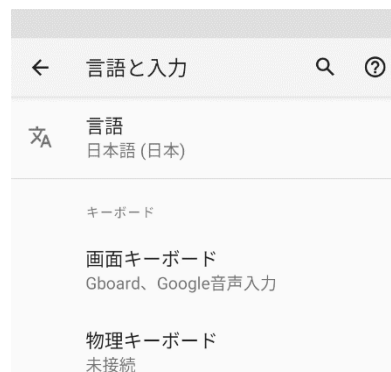 言語と入力
言語
日本語 (日本)
キーボード
画面キーボード
Gboard、Google音声入力
物理キーボード
未接続